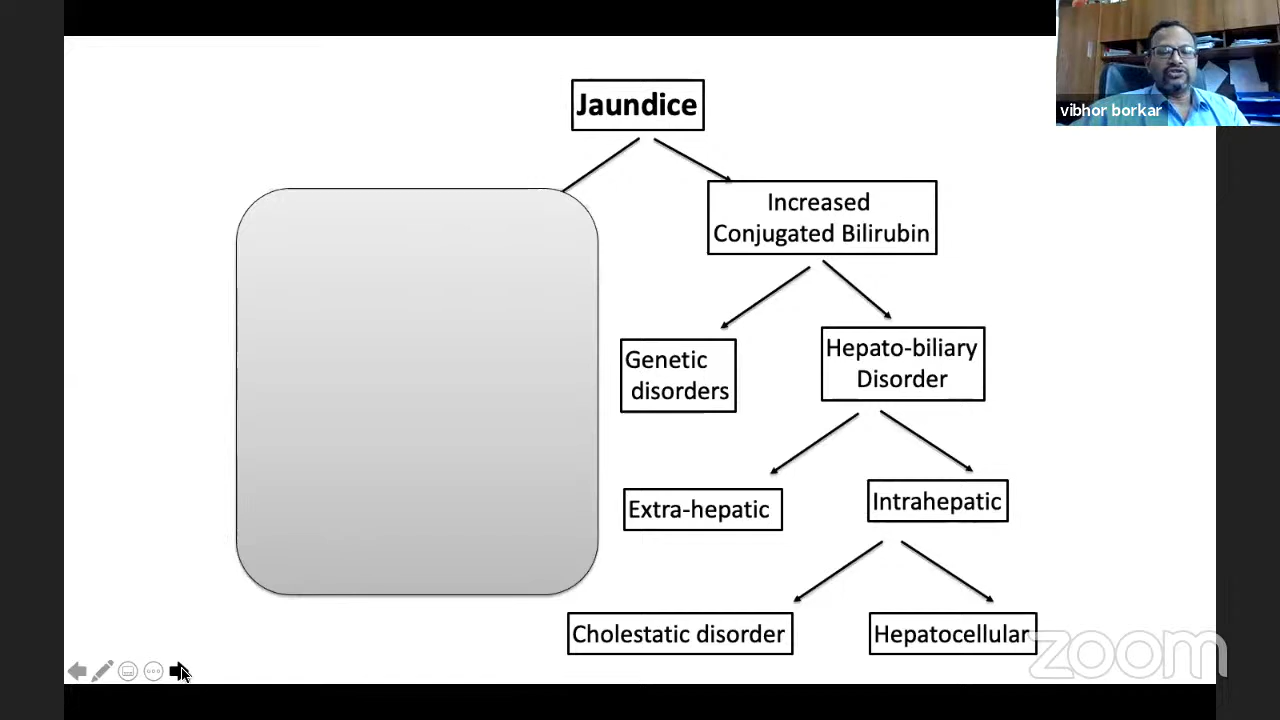 Jaundice
vibhor borkar
Increased
Conjugated Bilirubin
Genetic
disorders
Hepato-biliary
Disorder
Extra-hepatic
Intrahepatic
Cholestatic disorder
Hepatocellular
zoom